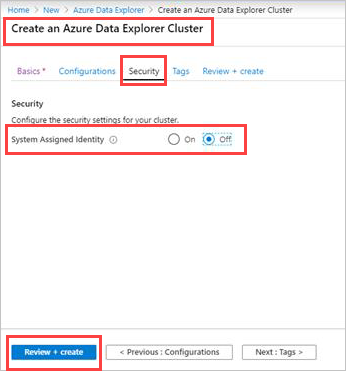 Home > New > Azure Data Explorer > Create an Azure Data Explorer Cluster
Create an Azure Data Explorer Cluster
Basics * Configurations Security Tags Review + create
Security
Configure the security settings for your cluster.
System Assigned Identity On Off
Review + create < Previous : Configurations Next : Tags >